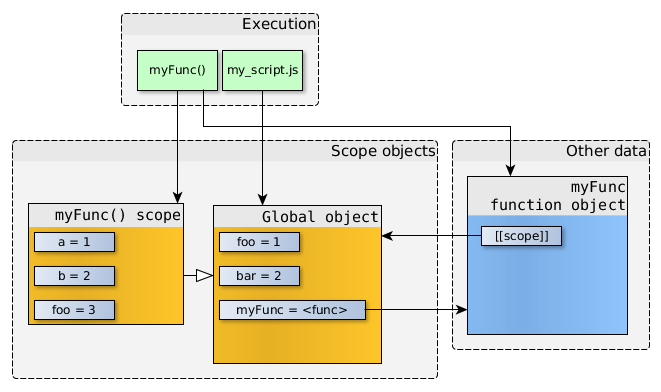 Execution
myFunc()
my_script.js
Scope objects
Other data
myFunc() scope
a = 1
b = 2
foo = 3
Global object
foo = 1
bar = 2
myFunc = <func>
myFunc
function object
[[scope]]